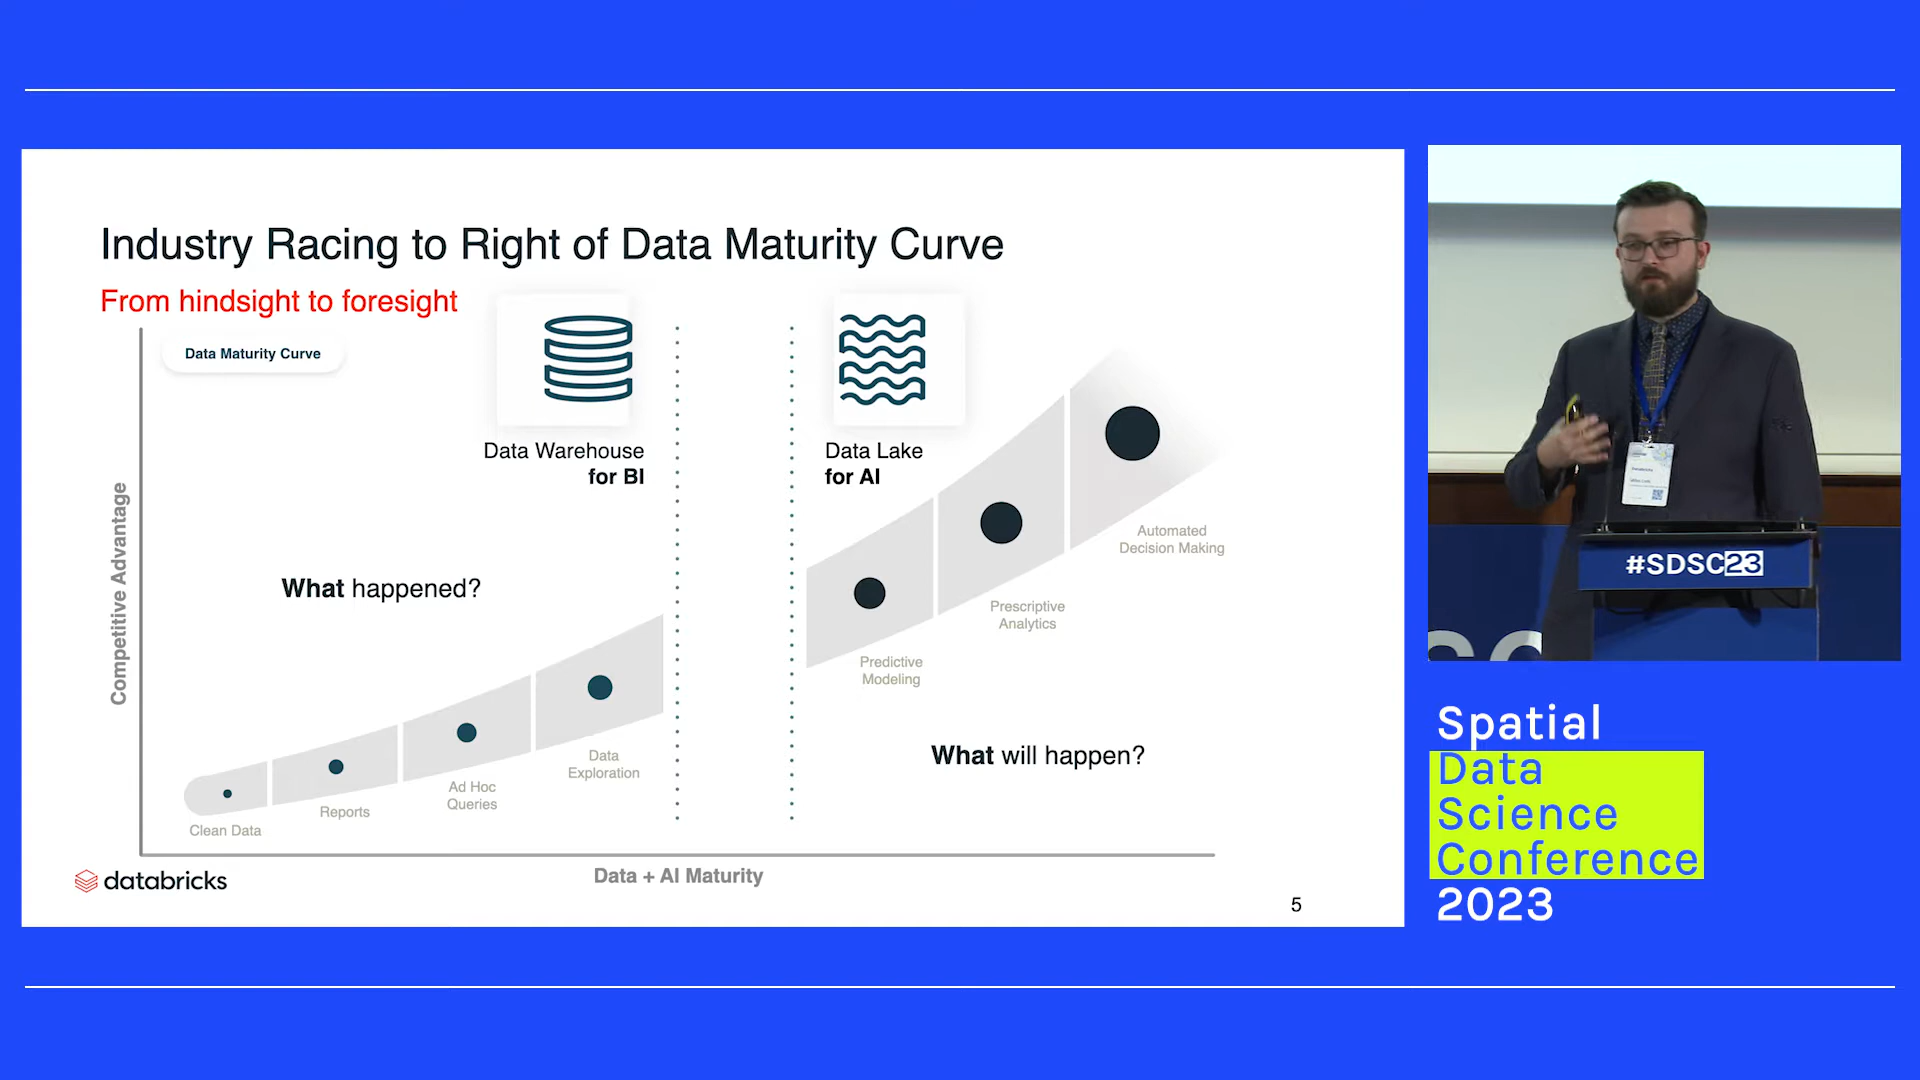 Industry Racing to Right of Data Maturity Curve
From hindsight to foresight
Data Maturity Curve
Data Warehouse
for BI
Data Lake
for AI
What happened?
What will happen?
Competitive Advantage
Clean Data
Reports
Ad Hoc
Queries
Data
Exploration
Predictive
Modeling
Prescriptive
Analytics
Automated
Decision Making
Data + AI Maturity
databricks
5
#SDSC23
Spatial
Data
Science
Conference
2023